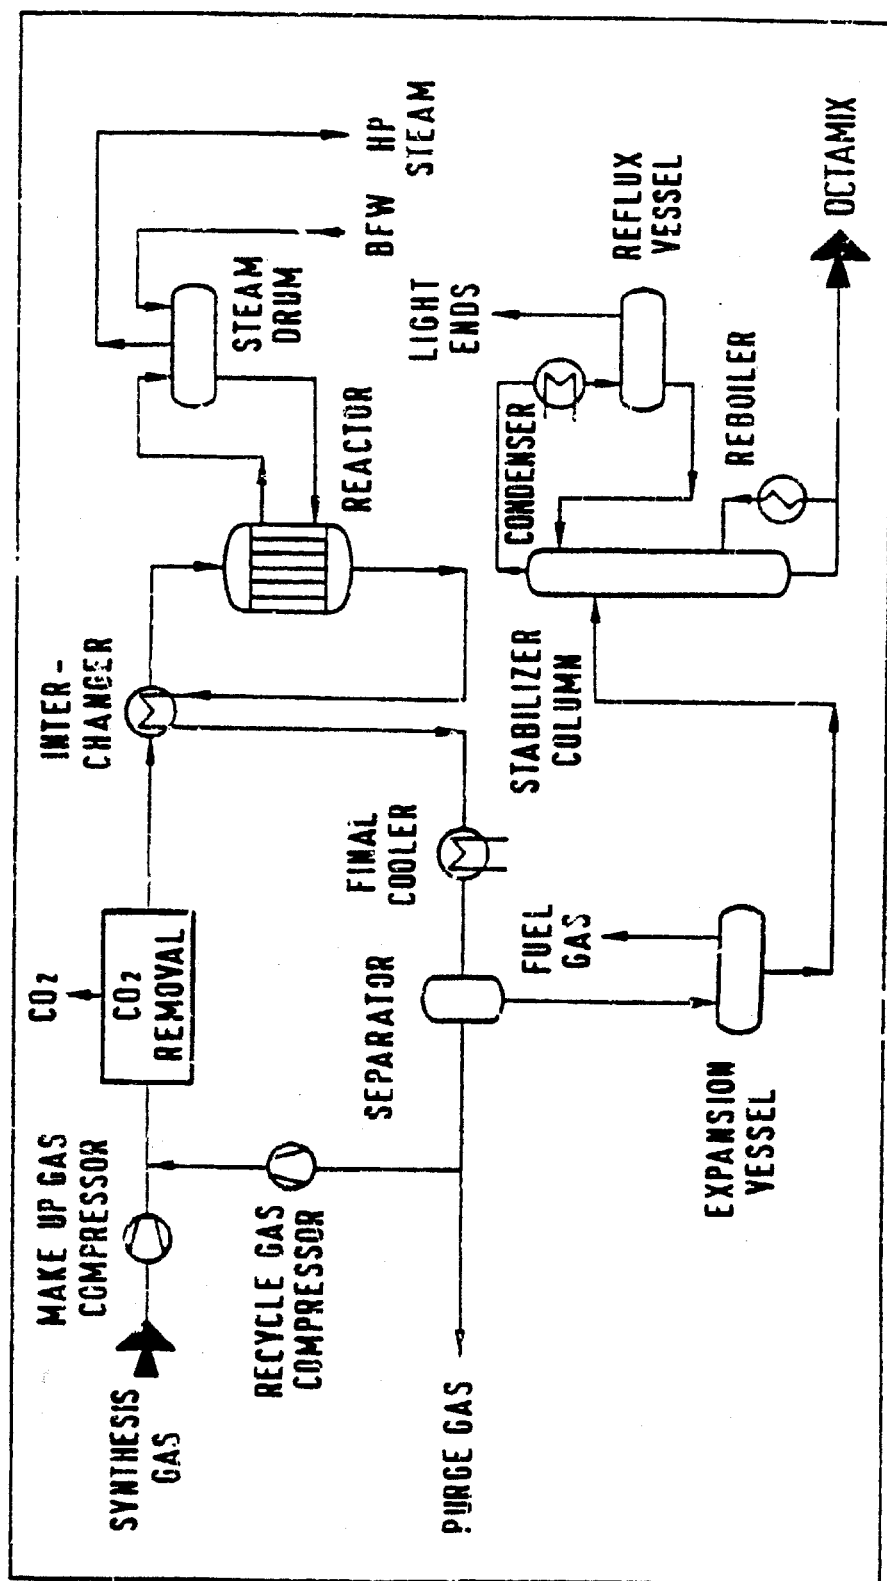 SYNTHESIS
GAS
MAKE UP GAS
COMPRESSOR
CO2
CO2
REMOVAL
INTER-
CHANGER
STEAM
DRUM
BFW
HP
STEAM
REACTOR
RECYCLE GAS
COMPRESSOR
PURGE GAS
SEPARATOR
FINAL
COOLER
FUEL
GAS
EXPANSION
VESSEL
STABILIZER
COLUMN
CONDENSER
LIGHT
ENDS
REFLUX
VESSEL
REBOILER
OCTAMIX